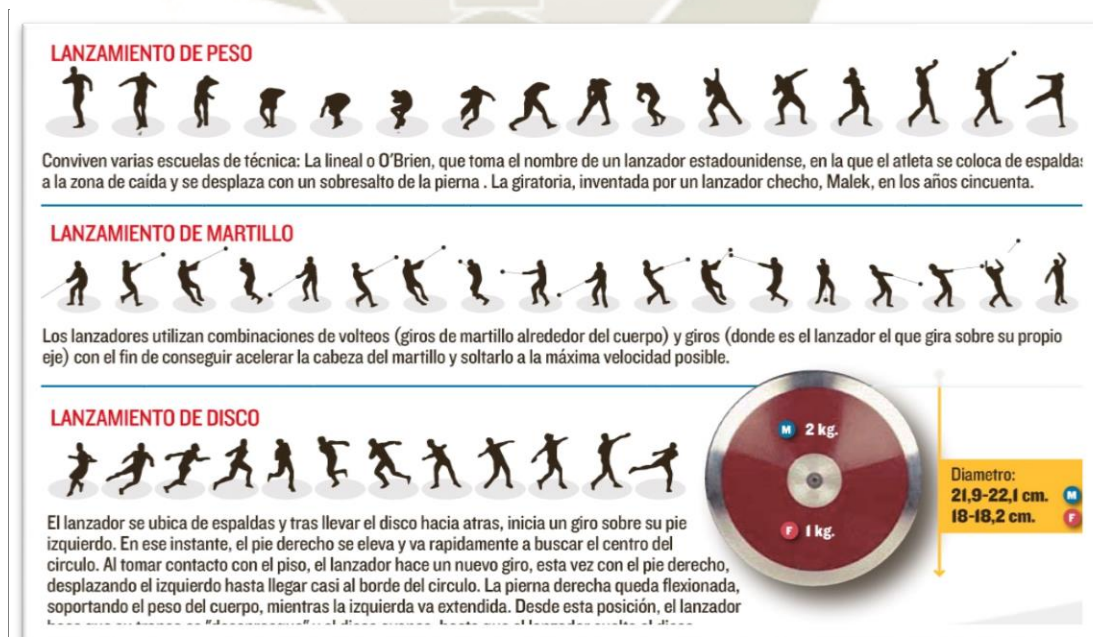 LANZAMIENTO DE PESO
Conviven varias escuelas de técnica: La lineal o O'Brien, que toma el nombre de un lanzador estadounidense, en la que el atleta se coloca de espaldas
a la zona de caída y se desplaza con un sobresalto de la pierna . La giratoria, inventada por un lanzador checho, Malek, en los años cincuenta.
LANZAMIENTO DE MARTILLO
Los lanzadores utilizan combinaciones de volteos (giros de martillo alrededor del cuerpo) y giros (donde es el lanzador el que gira sobre su propio
eje) con el fin de conseguir acelerar la cabeza del martillo y soltarlo a la máxima velocidad posible.
LANZAMIENTO DE DISCO
El lanzador se ubica de espaldas y tras llevar el disco hacia atras, inicia un giro sobre su pie
izquierdo. En ese instante, el pie derecho se eleva y va rapidamente a buscar el centro del
circulo. Al tomar contacto con el piso, el lanzador hace un nuevo giro, esta vez con el pie derecho,
desplazando el izquierdo hasta llegar casi al borde del circulo. La pierna derecha queda flexionada,
soportando el peso del cuerpo, mientras la izquierda va extendida. Desde esta posición, el lanzador
M 2 kg.
F 1 kg.
Diametro:
21,9-22,1 cm. M
18-18,2 cm. F